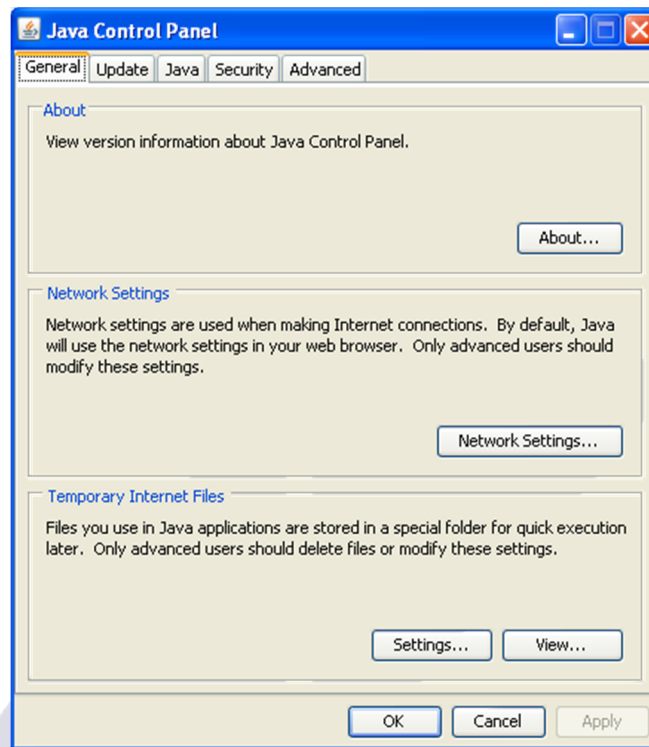 Java Control Panel
General Update Java Security Advanced
About
View version information about Java Control Panel.
About...
Network Settings
Network settings are used when making Internet connections. By default, Java
will use the network settings in your web browser. Only advanced users should
modify these settings.
Network Settings...
Temporary Internet Files
Files you use in Java applications are stored in a special folder for quick execution
later. Only advanced users should delete files or modify these settings.
Settings... View...
OK Cancel Apply